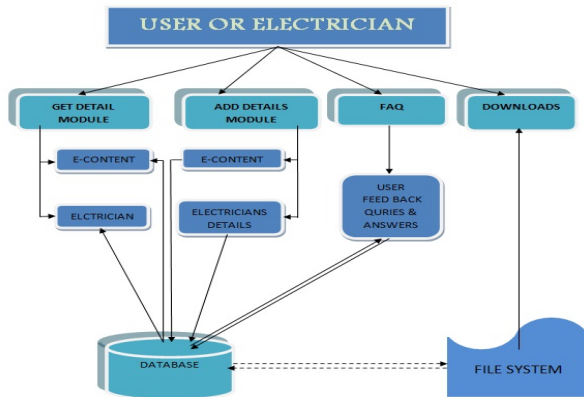 USER OR ELECTRICIAN
GET DETAIL
MODULE
ADD DETAILS
MODULE
FAQ
DOWNLOADS
E-CONTENT
E-CONTENT
ELCTRICIAN
ELECTRICIANS
DETAILS
USER
FEED BACK
QURIES &
ANSWERS
DATABASE
FILE SYSTEM